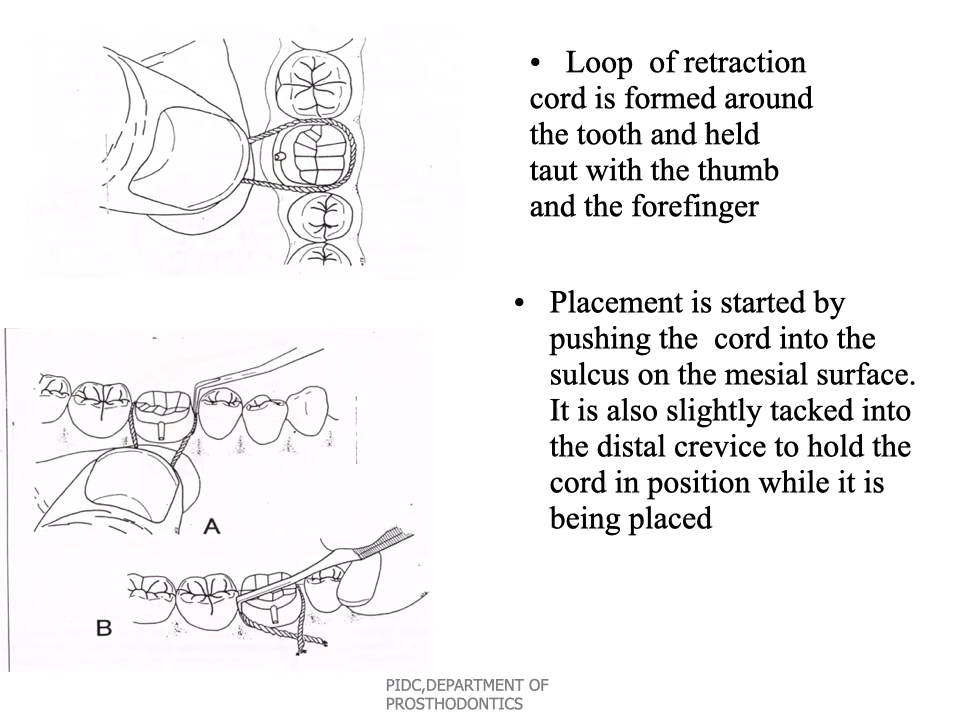 • Loop of retraction
cord is formed around
the tooth and held
taut with the thumb
and the forefinger
• Placement is started by
pushing the cord into the
sulcus on the mesial surface.
It is also slightly tacked into
the distal crevice to hold the
cord in position while it is
being placed
A
B
PIDC,DEPARTMENT OF
PROSTHODONTICS